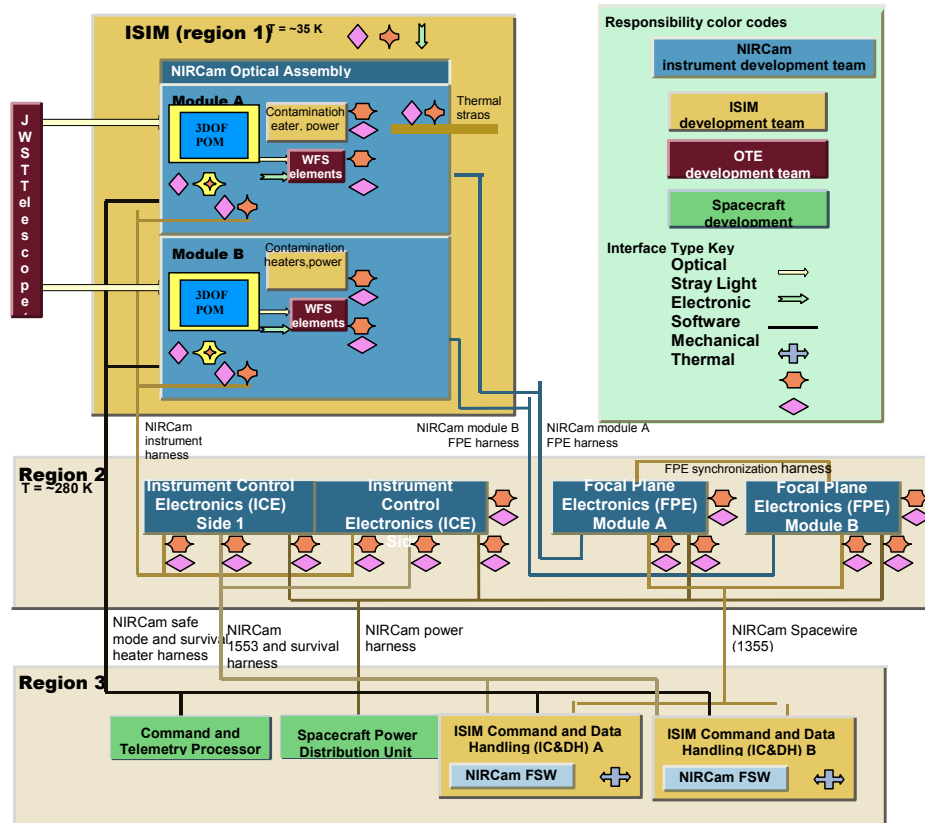 ISIM (region 1) T = ~35 K
NIRCam Optical Assembly
Module A
3DOF
POM
Contamination
eater. power
WFS
elements
Thermal
straps
JWSTTelescope
Module B
3DOF
POM
Contamination
heaters,power
WFS
elements
Responsibility color codes
NIRCam
instrument development team
ISIM
development team
OTE
development team
Spacecraft
development
Interface Type Key
Optical
Stray Light
Electronic
Software
Mechanical
Thermal
NIRCam
instrument
harness
NIRCam module B
FPE harness
NIRCam module A
FPE harness
Region 2
T = ~280 K
FPE synchronization harness
Instrument Control
Electronics (ICE)
Side 1
Instrument
Control
Electronics (ICE)
Focal Plane
Electronics (FPE)
Module A
Focal Plane
Electronics (FPE)
Module B
NIRCam safe
mode and survival
heater harness
NIRCam
1553 and survival
harness
NIRCam power
harness
NIRCam Spacewire
(1355)
Region 3
Command and
Telemetry Processor
Spacecraft Power
Distribution Unit
ISIM Command and Data
Handling (IC&DH) A
NIRCam FSW
ISIM Command and Data
Handling (IC&DH) B
NIRCam FSW